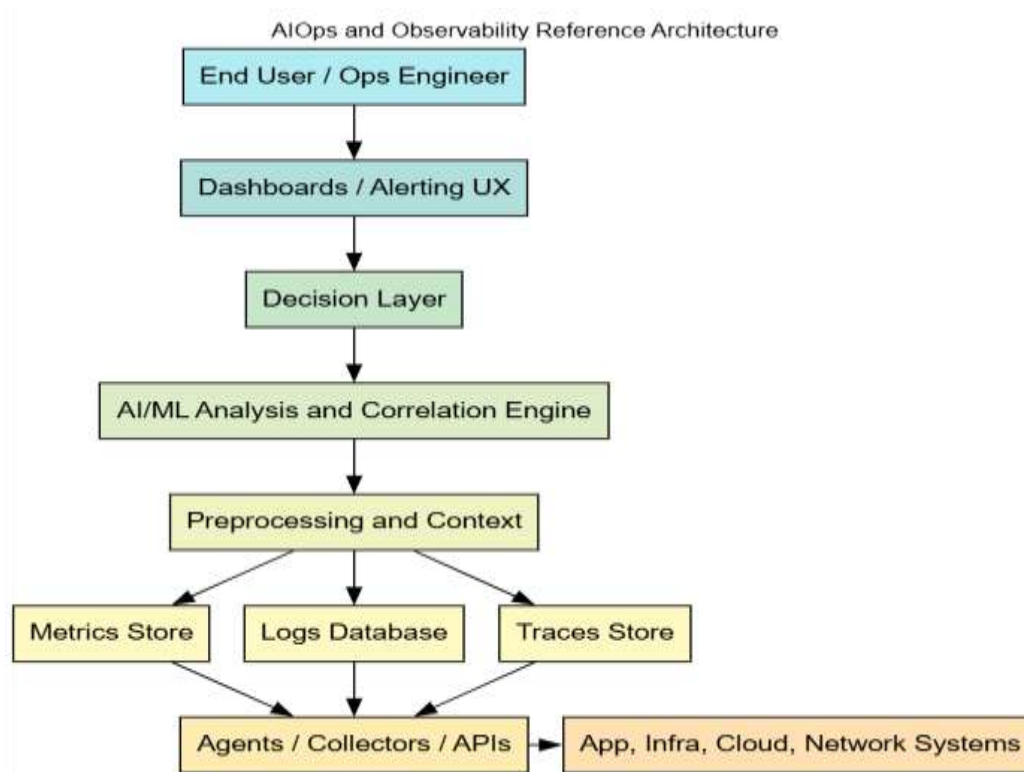 AIOps and Observability Reference Architecture
End User / Ops Engineer
Dashboards / Alerting UX
Decision Layer
AI/ML Analysis and Correlation Engine
Preprocessing and Context
Metrics Store
Logs Database
Traces Store
Agents / Collectors / APIs
App, Infra, Cloud, Network Systems